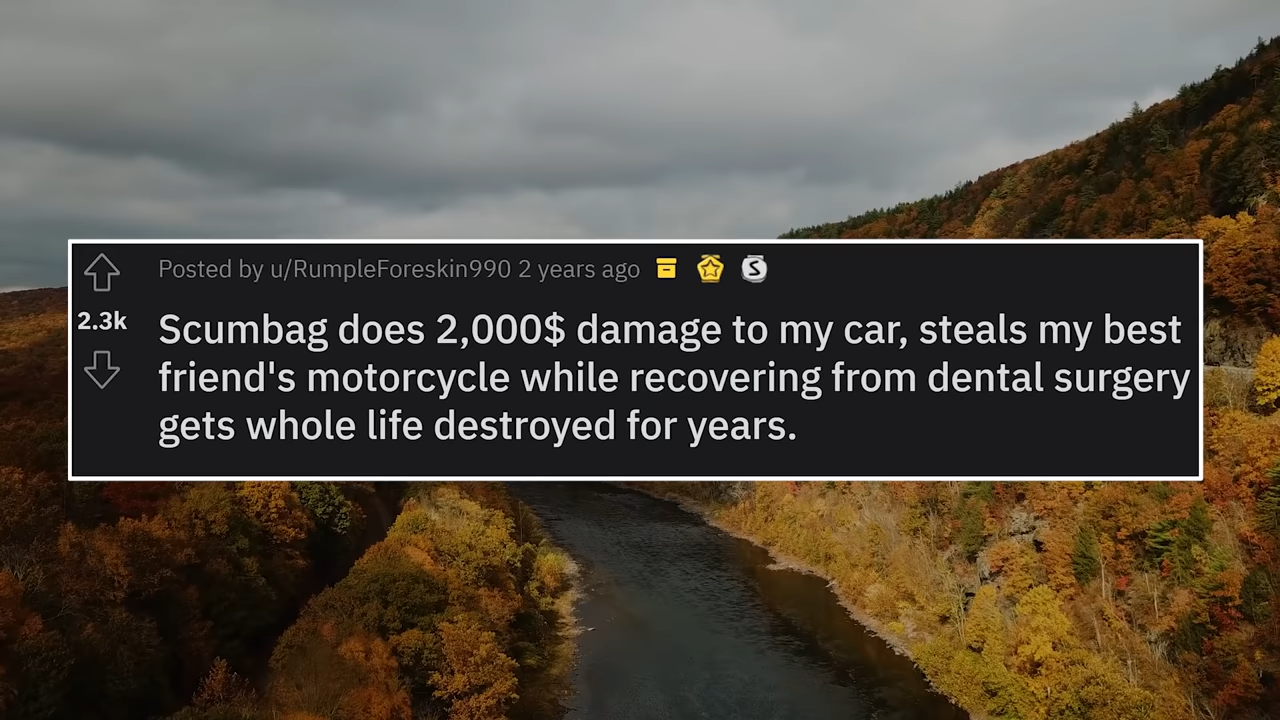 Posted by u/RumpleForeskin990 2 years ago
2.3k
Scumbag does 2,000$ damage to my car, steals my best
friend's motorcycle while recovering from dental surgery
gets whole life destroyed for years.